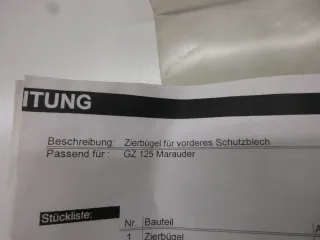 ITUNG
Beschreibung: Zierbügel für vorderes Schutzblech
Passend für : GZ 125 Marauder
Stückliste: Nr. Bauteil
1 Zierbügel